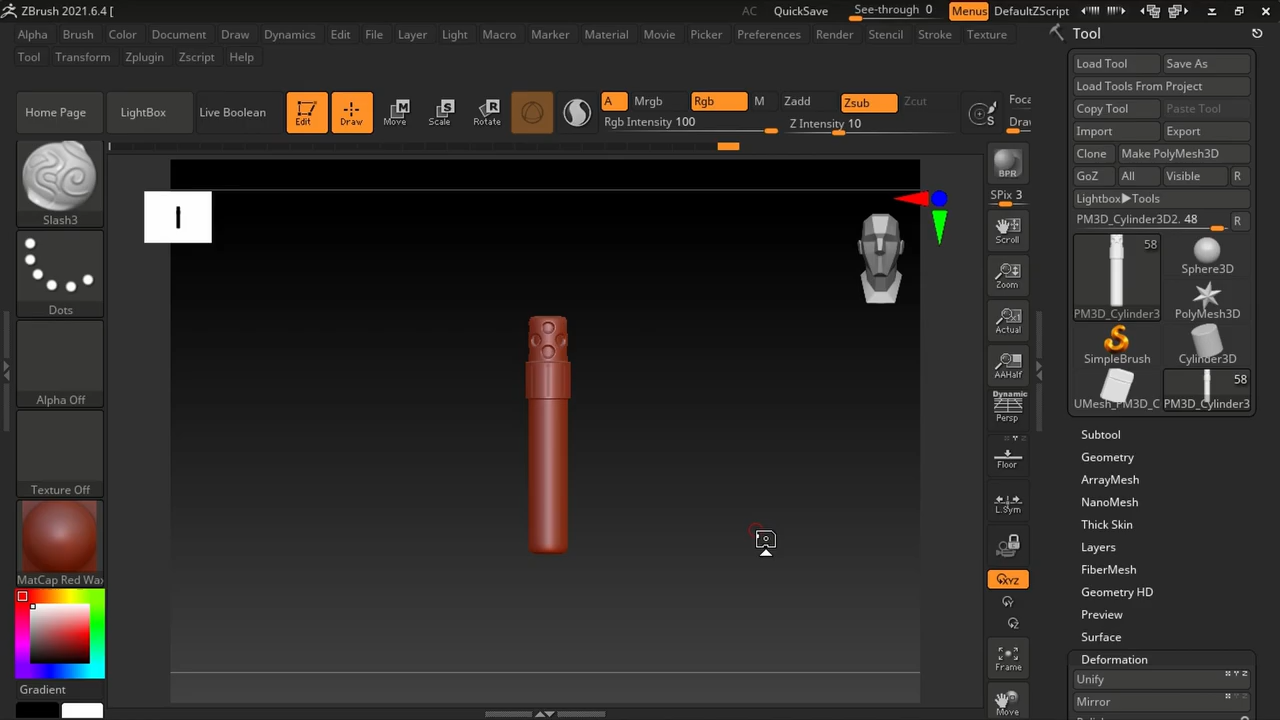 ZBrush 2021.6.4 [
AC QuickSave See-through 0 Menus DefaultZScript
Alpha Brush Color Document Draw Dynamics Edit File Layer Light Macro Marker Material Movie Picker Preferences Render Stencil Stroke Texture
Tool Transform Zplugin Zscript Help
Home Page LightBox Live Boolean Edit Draw Move Scale Rotate
A Mrgb Rgb M Zadd Zsub Zcut Foca
Rgb Intensity 100 Z Intensity 10 Drav
S
Slash3
Dots
Alpha Off
Texture Off
MatCap Red Wax
Gradient
BPR
SPix 3
Scroll
Zoom
Actual
AAHalf
Dynamic
Persp
Floor
L.Sym
XYZ
Y
Z
Frame
Move
Tool
Load Tool Save As
Load Tools From Project
Copy Tool Paste Tool
Import Export
Clone Make PolyMesh3D
GoZ All Visible R
Lightbox▶Tools
PM3D_Cylinder3D2. 48 R
58
PM3D_Cylinder3
Sphere3D
PolyMesh3D
SimpleBrush Cylinder3D
58
UMesh_PM3D_C PM3D_Cylinder3
Subtool
Geometry
ArrayMesh
NanoMesh
Thick Skin
Layers
FiberMesh
Geometry HD
Preview
Surface
Deformation
Unify X Y Z
Mirror X Y Z